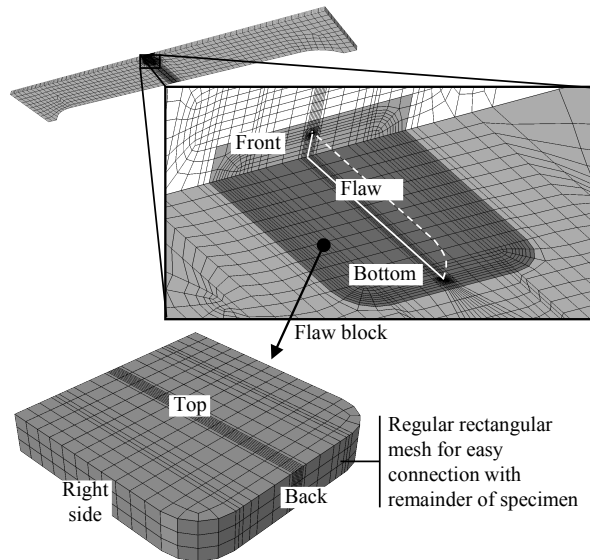 Front
Flaw
Bottom
Flaw block
Top
Right
side
Back
Regular rectangular
mesh for easy
connection with
remainder of specimen